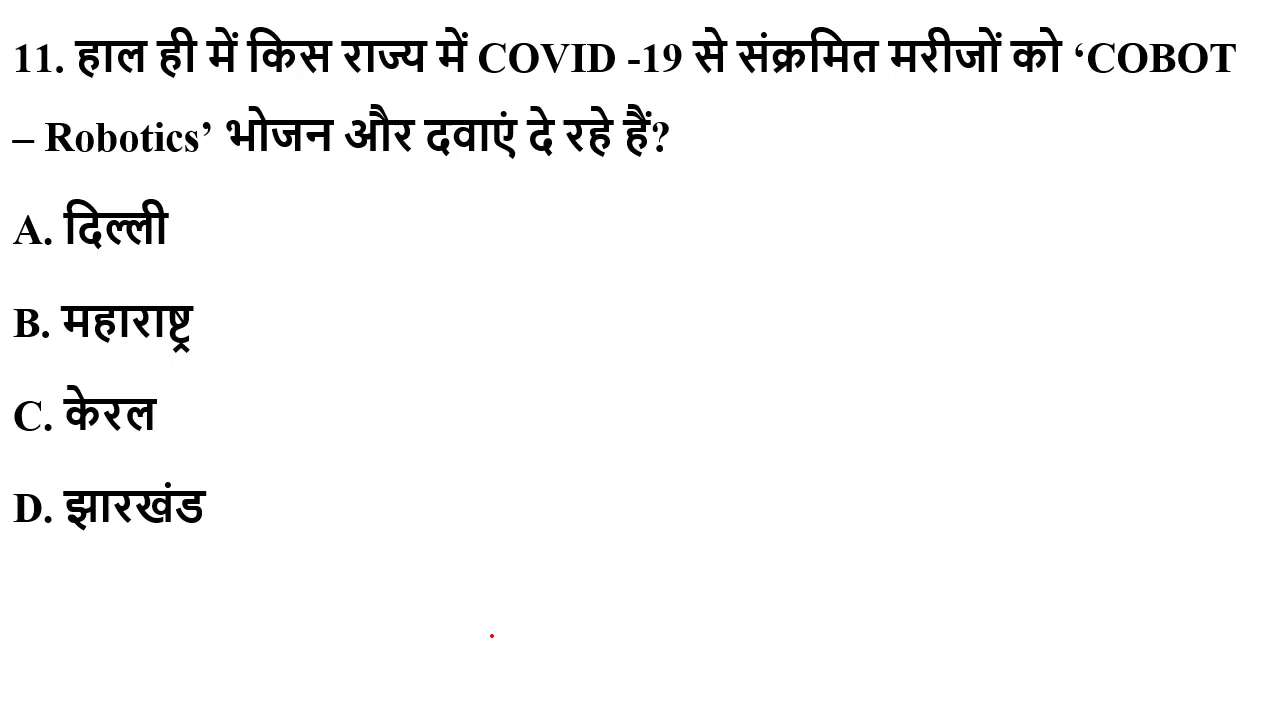 11. हाल ही में किस राज्य में COVID -19 से संक्रमित मरीजों को ‘COBOT
– Robotics’ भोजन और दवाएं दे रहे हैं?
A. दिल्ली
B. महाराष्ट्र
C. केरल
D. झारखंड